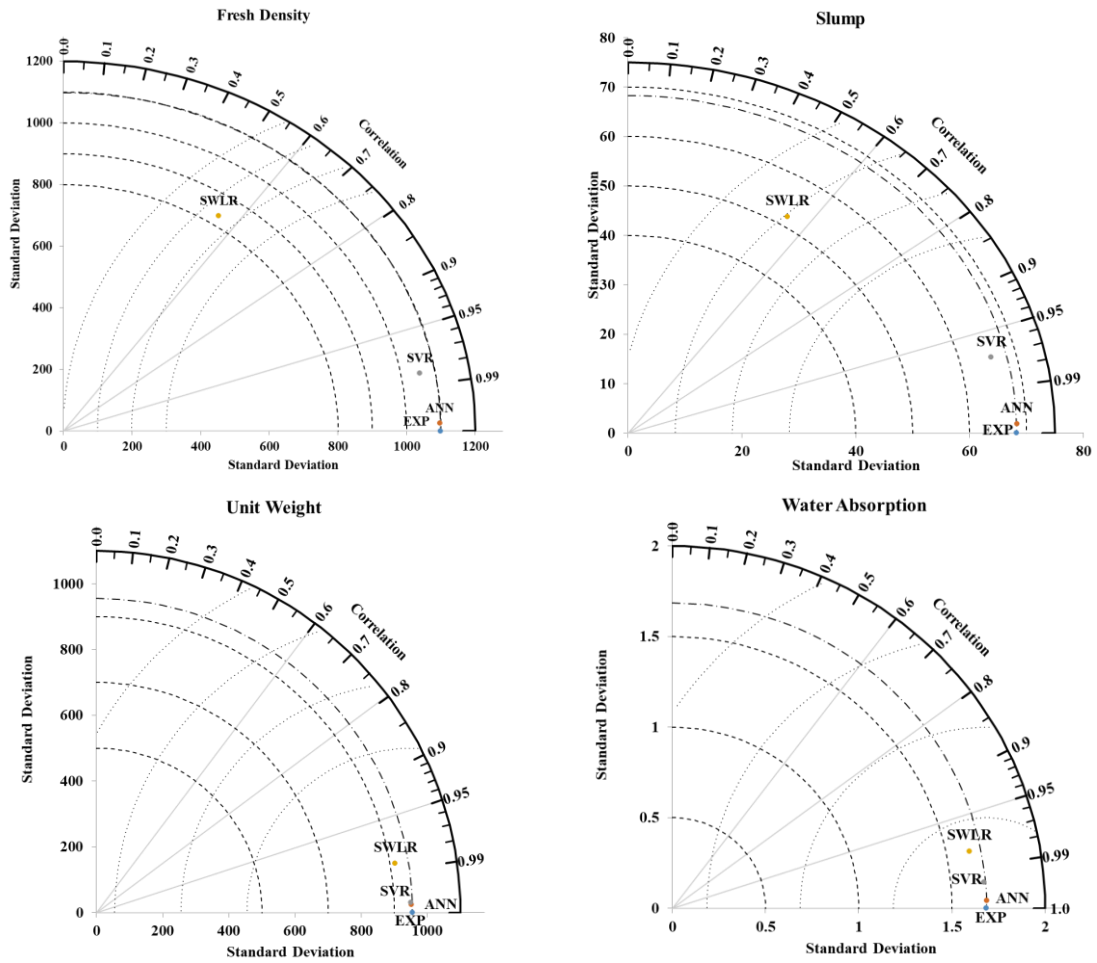 Fresh Density
0.0
0.1
0.2
0.3
0.4
0.5
0.6
0.7
0.8
0.9
0.95
0.99
Correlation
1200
1000
800
600
400
200
0
Standard Deviation
SWLR
SVR
ANN
EXP
0 200 400 600 800 1000 1200
Standard Deviation
Slump
0.0
0.1
0.2
0.3
0.4
0.5
0.6
0.7
0.8
0.9
0.95
0.99
Correlation
80
70
60
50
40
30
20
10
0
Standard Deviation
SWLR
SVR
ANN
EXP
0 20 40 60 80
Standard Deviation
Unit Weight
0.0
0.1
0.2
0.3
0.4
0.5
0.6
0.7
0.8
0.9
0.95
0.99
Correlation
1000
800
600
400
200
0
Standard Deviation
SWLR
SVR
ANN
EXP
0 200 400 600 800 1000
Standard Deviation
Water Absorption
0.0
0.1
0.2
0.3
0.4
0.5
0.6
0.7
0.8
0.9
0.95
0.99
1.0
Correlation
2
1.5
1
0.5
0
Standard Deviation
SWLR
SVR
ANN
EXP
0 0.5 1 1.5 2
Standard Deviation